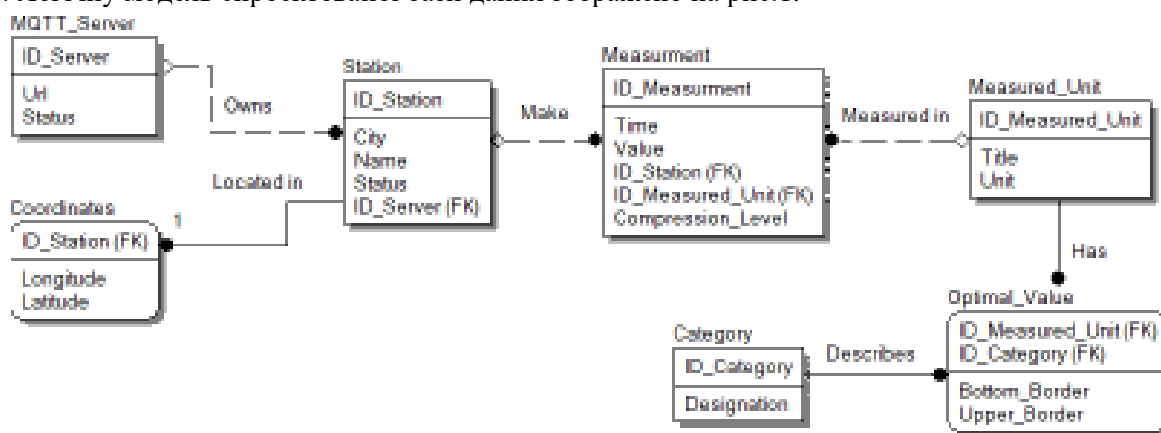 MQTT_Server
ID_Server
Url
Status
Owns
Station
ID_Station
City
Name
Status
ID_Server (FK)
Located in
Coordinates
1
ID_Station (FK)
Longitude
Latitude
Make
Measurment
ID_Measurment
Time
Value
ID_Station (FK)
ID_Measured_Unit (FK)
Compression_Level
Measured in
Measured_Unit
ID_Measured_Unit
Title
Unit
Has
Optimal_Value
ID_Measured_Unit (FK)
ID_Category (FK)
Bottom_Border
Upper_Border
Category
ID_Category
Designation
Describes